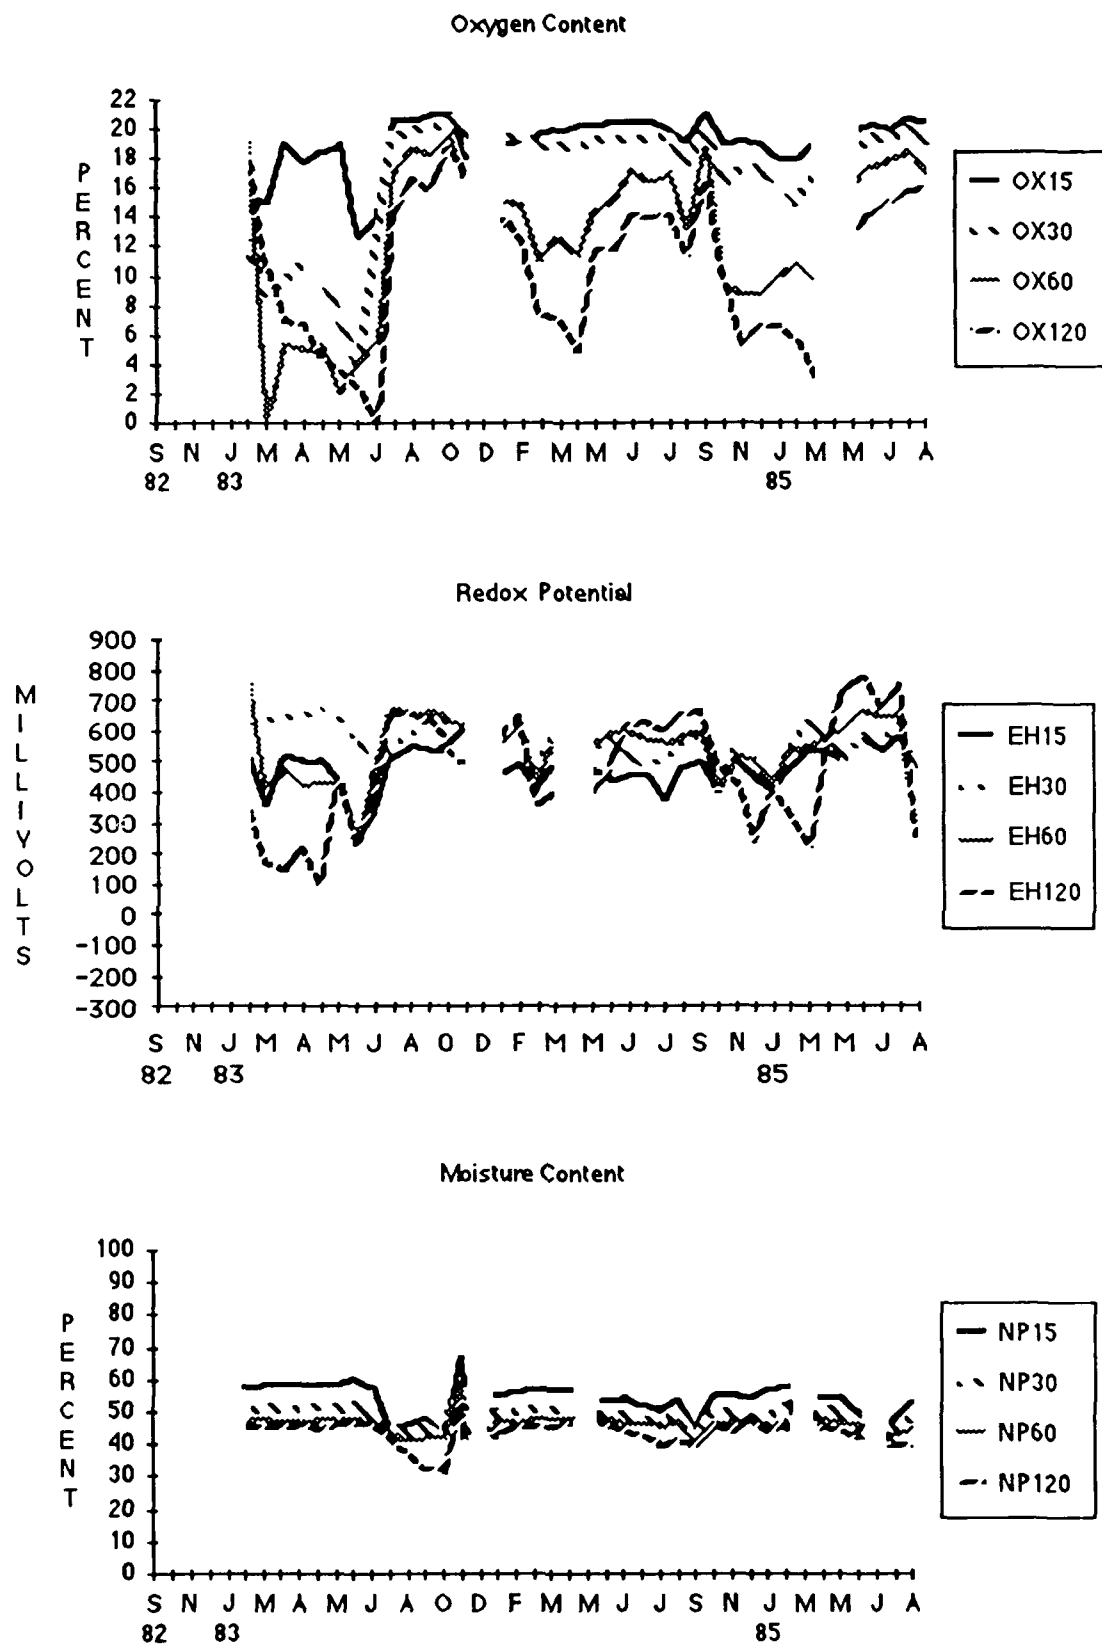 Oxygen Content
PERCENT
22
20
18
16
14
12
10
8
6
4
2
0
S N J M A M J A O D F M M J J S N J M M J A
82 83 85
OX15
OX30
OX60
OX120
Redox Potential
MILLIVOLTS
900
800
700
600
500
400
300
200
100
0
-100
-200
-300
S N J M A M J A O D F M M J J S N J M M J A
82 83 85
EH15
EH30
EH60
EH120
Moisture Content
PERCENT
100
90
80
70
60
50
40
30
20
10
0
S N J M A M J A O D F M M J J S N J M M J A
82 83 85
NP15
NP30
NP60
NP120